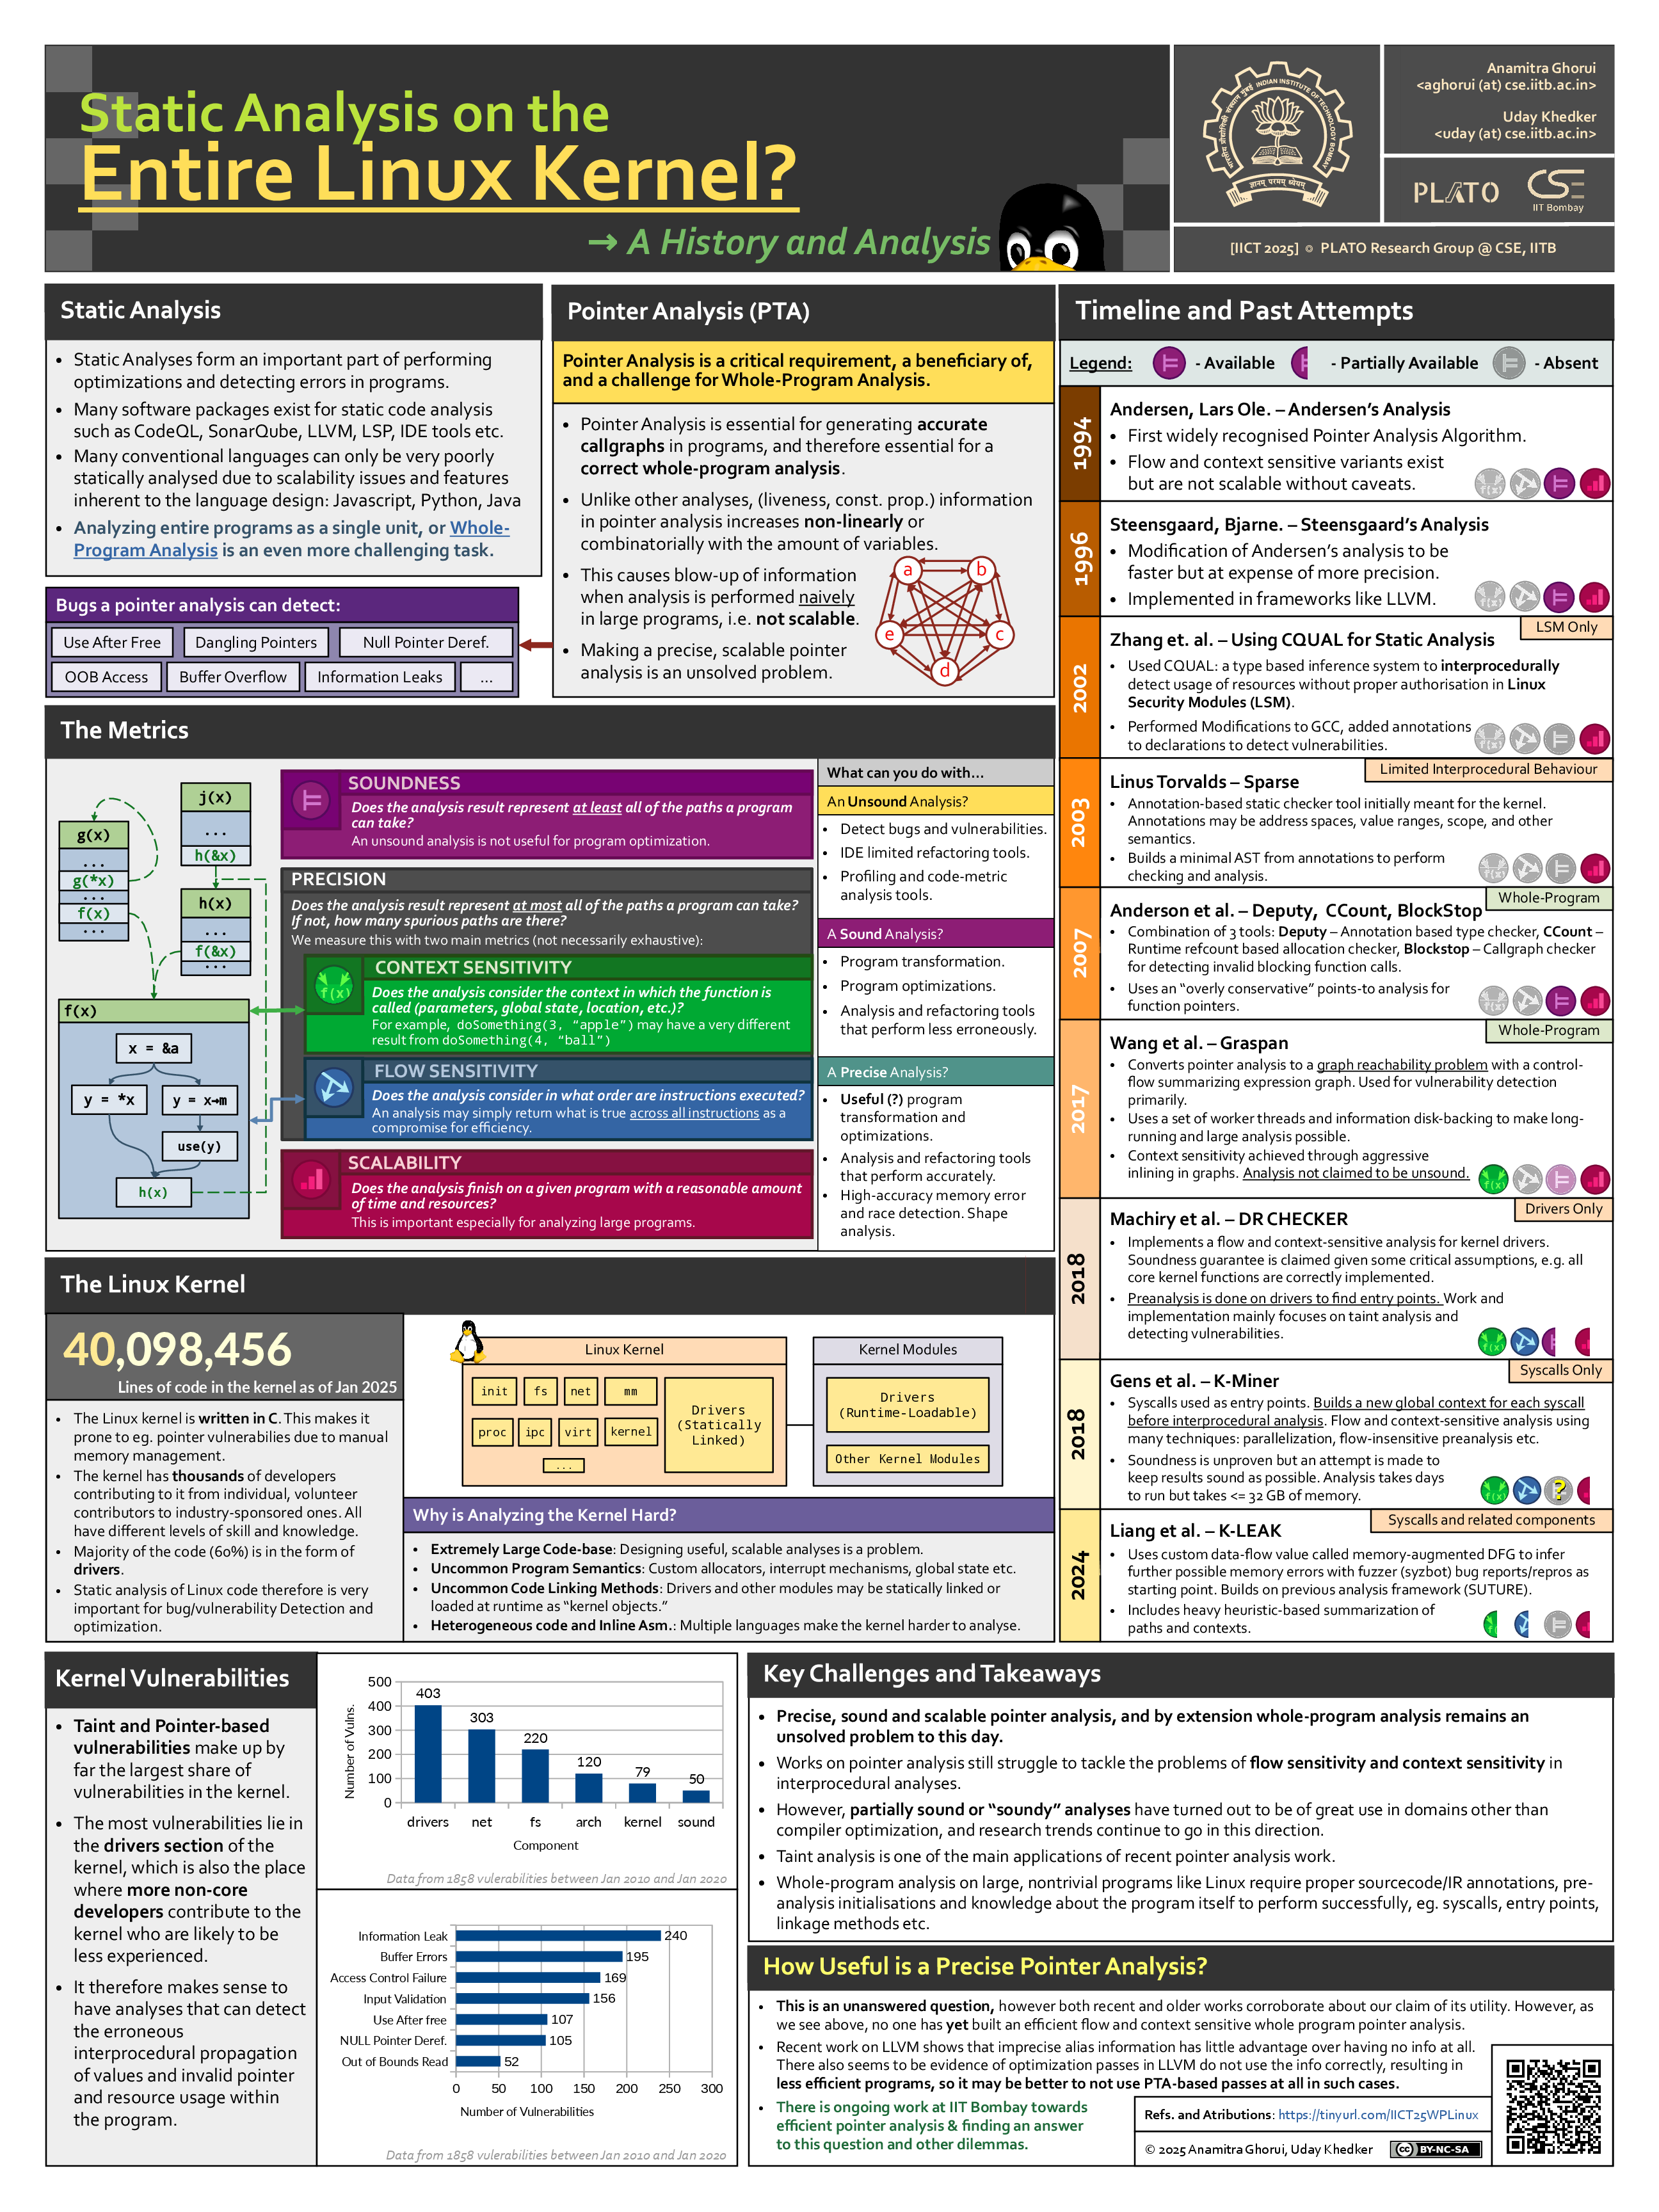 Static Analysis on the
Entire Linux Kernel?
→ A History and Analysis
Anamitra Ghorui
<aghorui (at) cse.iitb.ac.in>
Uday Khedker
<uday (at) cse.iitb.ac.in>
PLATO
CSE
IIT Bombay
[IICT 2025] ⚙ PLATO Research Group @ CSE, IITB
Static Analysis
• Static Analyses form an important part of performing
optimizations and detecting errors in programs.
• Many software packages exist for static code analysis
such as CodeQL, SonarQube, LLVM, LSP, IDE tools etc.
• Many conventional languages can only be very poorly
statically analysed due to scalability issues and features
inherent to the language design: Javascript, Python, Java
• Analyzing entire programs as a single unit, or Whole-
Program Analysis is an even more challenging task.
Bugs a pointer analysis can detect:
Use After Free
Dangling Pointers
Null Pointer Deref.
OOB Access
Buffer Overflow
Information Leaks
...
Pointer Analysis (PTA)
Pointer Analysis is a critical requirement, a beneficiary of,
and a challenge for Whole-Program Analysis.
• Pointer Analysis is essential for generating accurate
callgraphs in programs, and therefore essential for a
correct whole-program analysis.
• Unlike other analyses, (liveness, const. prop.) information
in pointer analysis increases non-linearly or
combinatorially with the amount of variables.
• This causes blow-up of information
when analysis is performed naively
in large programs, i.e. not scalable.
• Making a precise, scalable pointer
analysis is an unsolved problem.
a
b
e
c
d
The Metrics
j(x)
...
h(&x)
g(x)
...
g(*x)
...
f(x)
...
h(x)
...
f(&x)
...
f(x)
x = &a
y = *x
y = x→m
use(y)
h(x)
SOUNDNESS
Does the analysis result represent at least all of the paths a program
can take?
An unsound analysis is not useful for program optimization.
PRECISION
Does the analysis result represent at most all of the paths a program can take?
If not, how many spurious paths are there?
We measure this with two main metrics (not necessarily exhaustive):
f(x)
CONTEXT SENSITIVITY
Does the analysis consider the context in which the function is
called (parameters, global state, location, etc.)?
For example, doSomething(3, “apple”) may have a very different
result from doSomething(4, “ball”)
FLOW SENSITIVITY
Does the analysis consider in what order are instructions executed?
An analysis may simply return what is true across all instructions as a
compromise for efficiency.
SCALABILITY
Does the analysis finish on a given program with a reasonable amount
of time and resources?
This is important especially for analyzing large programs.
What can you do with...
An Unsound Analysis?
• Detect bugs and vulnerabilities.
• IDE limited refactoring tools.
• Profiling and code-metric
analysis tools.
A Sound Analysis?
• Program transformation.
• Program optimizations.
• Analysis and refactoring tools
that perform less erroneously.
A Precise Analysis?
• Useful (?) program
transformation and
optimizations.
• Analysis and refactoring tools
that perform accurately.
• High-accuracy memory error
and race detection. Shape
analysis.
The Linux Kernel
40,098,456
Lines of code in the kernel as of Jan 2025
• The Linux kernel is written in C. This makes it
prone to eg. pointer vulnerabilies due to manual
memory management.
• The kernel has thousands of developers
contributing to it from individual, volunteer
contributors to industry-sponsored ones. All
have different levels of skill and knowledge.
• Majority of the code (60%) is in the form of
drivers.
• Static analysis of Linux code therefore is very
important for bug/vulnerability Detection and
optimization.
Linux Kernel
init
fs
net
mm
proc
ipc
virt
kernel
...
Drivers
(Statically
Linked)
Kernel Modules
Drivers
(Runtime-Loadable)
Other Kernel Modules
Why is Analyzing the Kernel Hard?
• Extremely Large Code-base: Designing useful, scalable analyses is a problem.
• Uncommon Program Semantics: Custom allocators, interrupt mechanisms, global state etc.
• Uncommon Code Linking Methods: Drivers and other modules may be statically linked or
loaded at runtime as “kernel objects.”
• Heterogeneous code and Inline Asm.: Multiple languages make the kernel harder to analyse.
Timeline and Past Attempts
Legend: - Available - Partially Available - Absent
1994
Andersen, Lars Ole. – Andersen’s Analysis
• First widely recognised Pointer Analysis Algorithm.
• Flow and context sensitive variants exist
but are not scalable without caveats.
1996
Steensgaard, Bjarne. – Steensgaard’s Analysis
• Modification of Andersen’s analysis to be
faster but at expense of more precision.
• Implemented in frameworks like LLVM.
2002
LSM Only
Zhang et. al. – Using CQUAL for Static Analysis
• Used CQUAL: a type based inference system to interprocedurally
detect usage of resources without proper authorisation in Linux
Security Modules (LSM).
• Performed Modifications to GCC, added annotations
to declarations to detect vulnerabilities.
2003
Limited Interprocedural Behaviour
Linus Torvalds – Sparse
• Annotation-based static checker tool initially meant for the kernel.
Annotations may be address spaces, value ranges, scope, and other
semantics.
• Builds a minimal AST from annotations to perform
checking and analysis.
2007
Whole-Program
Anderson et al. – Deputy, CCount, BlockStop
• Combination of 3 tools: Deputy – Annotation based type checker, CCount –
Runtime refcount based allocation checker, Blockstop – Callgraph checker
for detecting invalid blocking function calls.
• Uses an “overly conservative” points-to analysis for
function pointers.
2017
Whole-Program
Wang et al. – Graspan
• Converts pointer analysis to a graph reachability problem with a control-
flow summarizing expression graph. Used for vulnerability detection
primarily.
• Uses a set of worker threads and information disk-backing to make long-
running and large analysis possible.
• Context sensitivity achieved through aggressive
inlining in graphs. Analysis not claimed to be unsound.
2018
Drivers Only
Machiry et al. – DR CHECKER
• Implements a flow and context-sensitive analysis for kernel drivers.
Soundness guarantee is claimed given some critical assumptions, e.g. all
core kernel functions are correctly implemented.
• Preanalysis is done on drivers to find entry points. Work and
implementation mainly focuses on taint analysis and
detecting vulnerabilities.
2018
Syscalls Only
Gens et al. – K-Miner
• Syscalls used as entry points. Builds a new global context for each syscall
before interprocedural analysis. Flow and context-sensitive analysis using
many techniques: parallelization, flow-insensitive preanalysis etc.
• Soundness is unproven but an attempt is made to
keep results sound as possible. Analysis takes days
to run but takes <= 32 GB of memory.
?
2024
Syscalls and related components
Liang et al. – K-LEAK
• Uses custom data-flow value called memory-augmented DFG to infer
further possible memory errors with fuzzer (syzbot) bug reports/repros as
starting point. Builds on previous analysis framework (SUTURE).
• Includes heavy heuristic-based summarization of
paths and contexts.
Kernel Vulnerabilities
• Taint and Pointer-based
vulnerabilities make up by
far the largest share of
vulnerabilities in the kernel.
• The most vulnerabilities lie in
the drivers section of the
kernel, which is also the place
where more non-core
developers contribute to the
kernel who are likely to be
less experienced.
• It therefore makes sense to
have analyses that can detect
the erroneous
interprocedural propagation
of values and invalid pointer
and resource usage within
the program.
Number of Vulns.
500
400
300
200
100
0
403
303
220
120
79
50
drivers net fs arch kernel sound
Component
Data from 1858 vulerabilities between Jan 2010 and Jan 2020
Information Leak 240
Buffer Errors 195
Access Control Failure 169
Input Validation 156
Use After free 107
NULL Pointer Deref. 105
Out of Bounds Read 52
0 50 100 150 200 250 300
Number of Vulnerabilities
Data from 1858 vulerabilities between Jan 2010 and Jan 2020
Key Challenges and Takeaways
• Precise, sound and scalable pointer analysis, and by extension whole-program analysis remains an
unsolved problem to this day.
• Works on pointer analysis still struggle to tackle the problems of flow sensitivity and context sensitivity in
interprocedural analyses.
• However, partially sound or “soundy” analyses have turned out to be of great use in domains other than
compiler optimization, and research trends continue to go in this direction.
• Taint analysis is one of the main applications of recent pointer analysis work.
• Whole-program analysis on large, nontrivial programs like Linux require proper sourcecode/IR annotations, pre-
analysis initialisations and knowledge about the program itself to perform successfully, eg. syscalls, entry points,
linkage methods etc.
How Useful is a Precise Pointer Analysis?
• This is an unanswered question, however both recent and older works corroborate about our claim of its utility. However, as
we see above, no one has yet built an efficient flow and context sensitive whole program pointer analysis.
• Recent work on LLVM shows that imprecise alias information has little advantage over having no info at all.
There also seems to be evidence of optimization passes in LLVM do not use the info correctly, resulting in
less efficient programs, so it may be better to not use PTA-based passes at all in such cases.
• There is ongoing work at IIT Bombay towards
efficient pointer analysis & finding an answer
to this question and other dilemmas.
Refs. and Atributions: https://tinyurl.com/IICT25WPLinux
© 2025 Anamitra Ghorui, Uday Khedker
cc BY-NC-SA